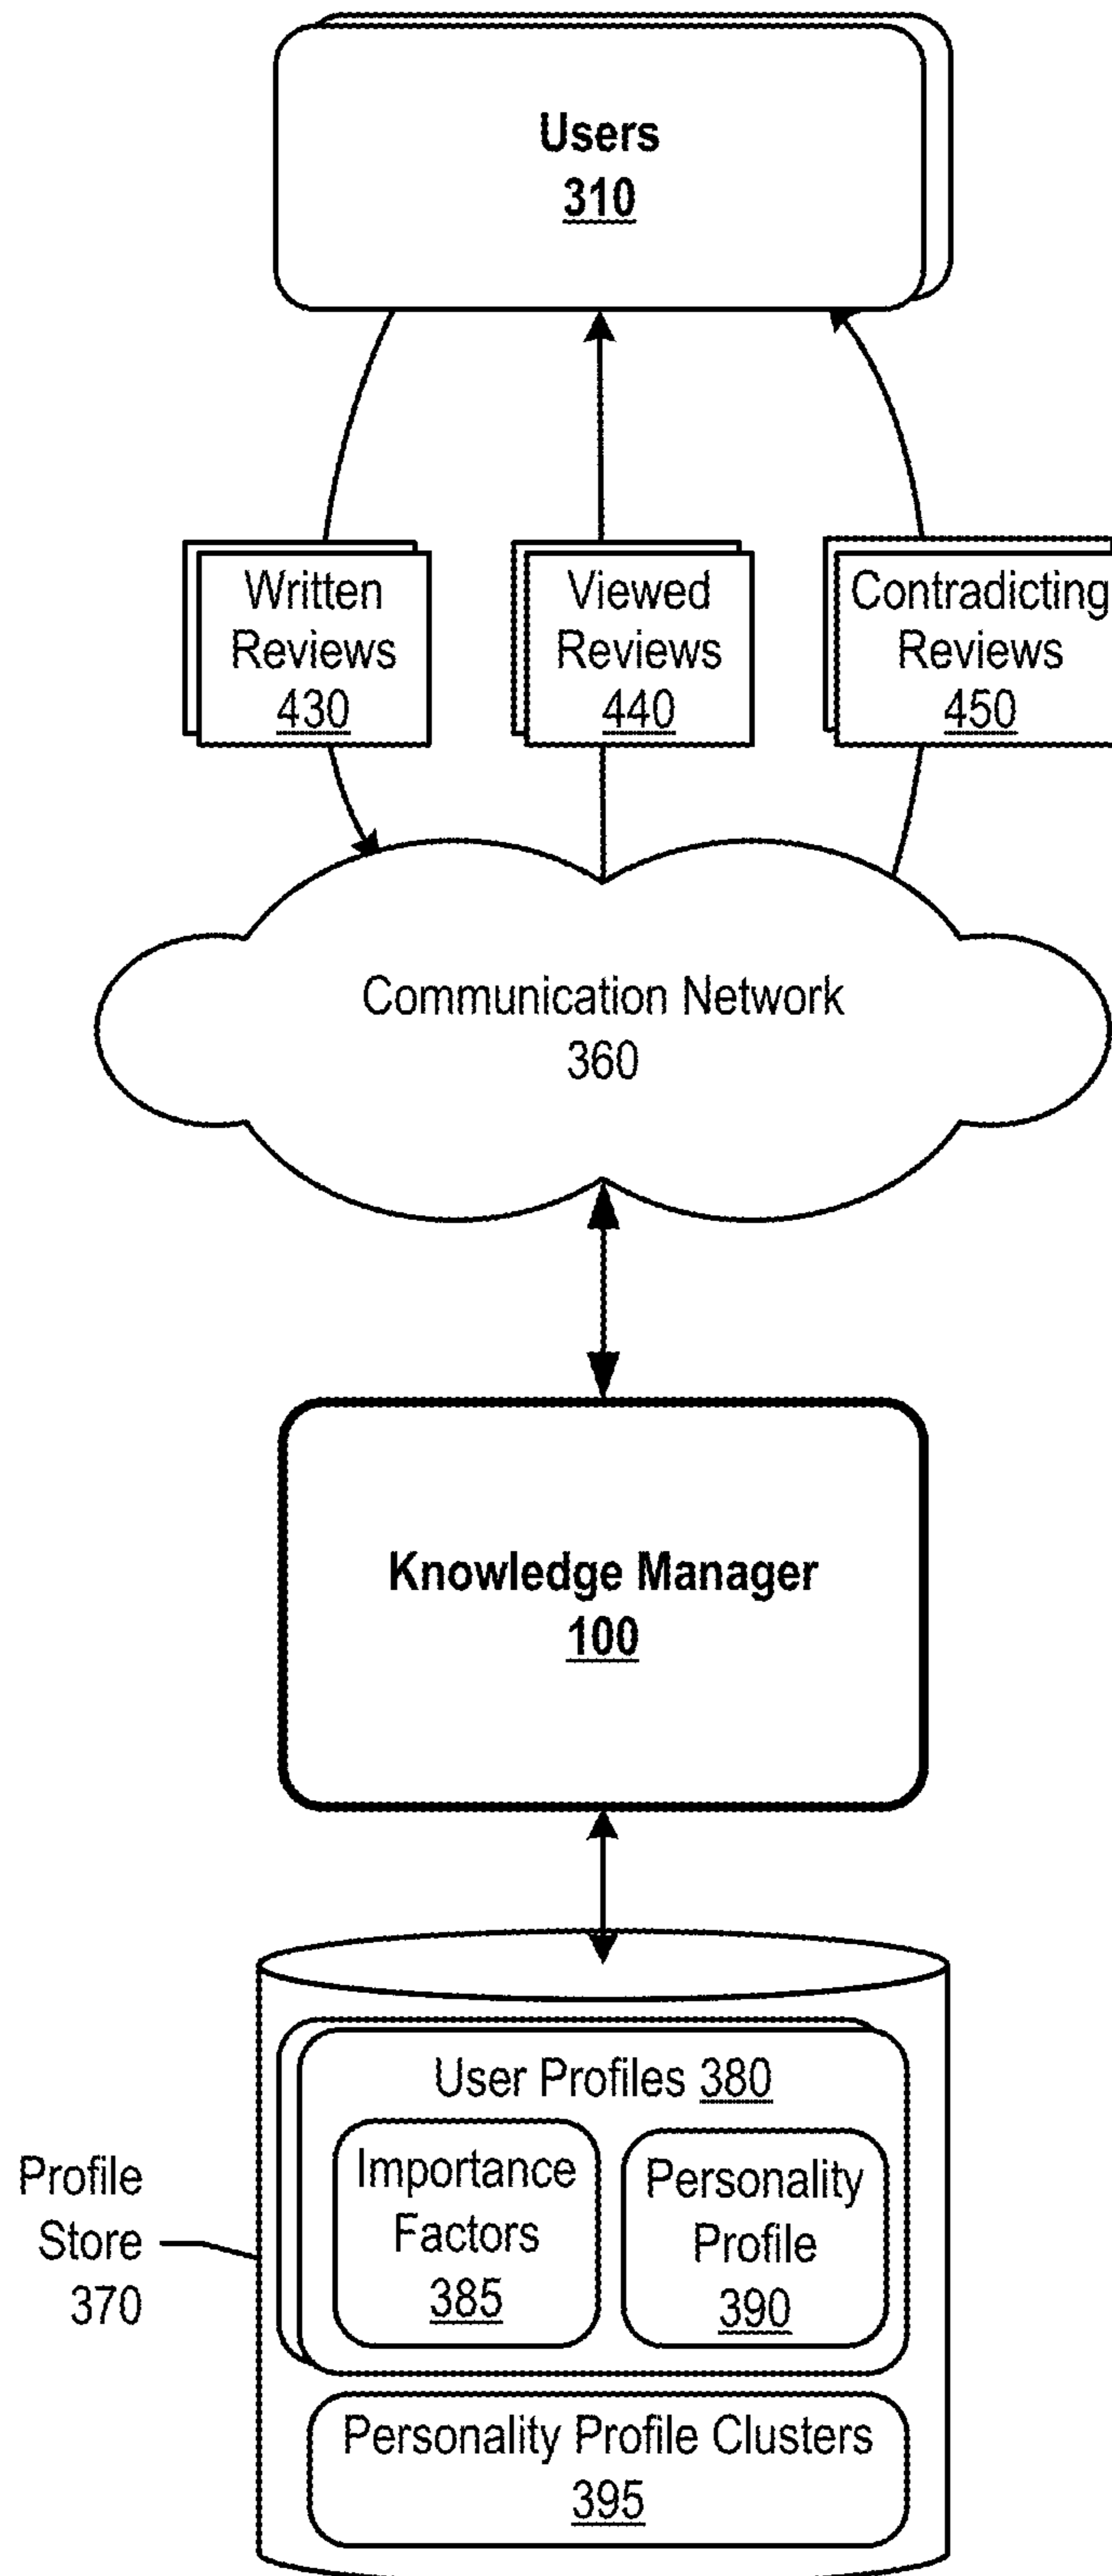 Users
310
Written
Reviews
430
Viewed
Reviews
440
Contradicting
Reviews
450
Communication Network
360
Knowledge Manager
100
Profile
Store
370
User Profiles 380
Importance
Factors
385
Personality
Profile
390
Personality Profile Clusters
395